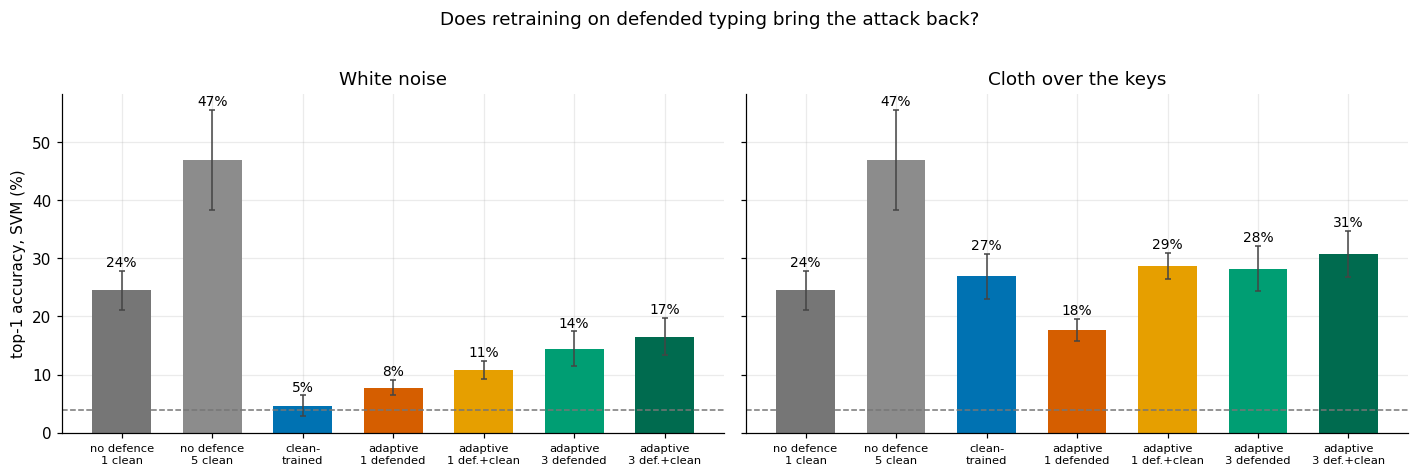 Does retraining on defended typing bring the attack back?
White noise
top-1 accuracy, SVM (%)
50
40
30
20
10
0
24%
47%
5%
8%
11%
14%
17%
no defence
1 clean
no defence
5 clean
clean-
trained
adaptive
1 defended
adaptive
1 def.+clean
adaptive
3 defended
adaptive
3 def.+clean
Cloth over the keys
24%
47%
27%
18%
29%
28%
31%
no defence
1 clean
no defence
5 clean
clean-
trained
adaptive
1 defended
adaptive
1 def.+clean
adaptive
3 defended
adaptive
3 def.+clean